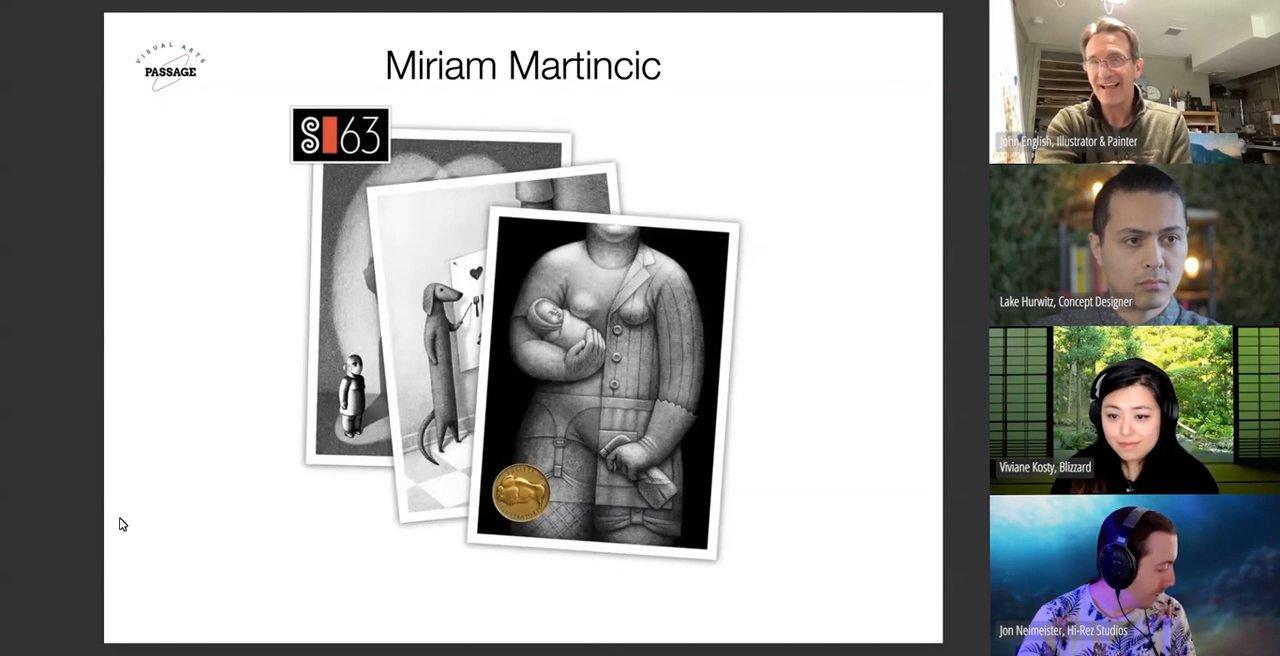 VISUAL ARTS
PASSAGE
Miriam Martincic
S I 63
John English, Illustrator & Painter
Lake Hurwitz, Concept Designer
Viviane Kosty, Blizzard
Jon Neimeister, Hi-Rez Studios